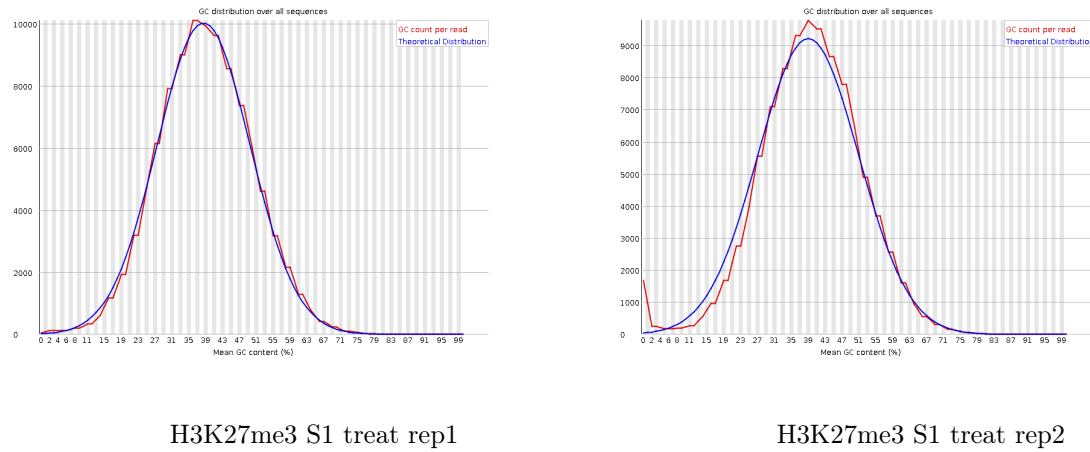 GC distribution over all sequences
GC count per read
Theoretical Distribution
10000
8000
6000
4000
2000
0
0 2 4 6 8 11 15 19 23 27 31 35 39 43 47 51 55 59 63 67 71 75 79 83 87 91 95 99
Mean GC content (%)
H3K27me3 S1 treat rep1
GC distribution over all sequences
GC count per read
Theoretical Distributio
9000
8000
7000
6000
5000
4000
3000
2000
1000
0
0 2 4 6 8 11 15 19 23 27 31 35 39 43 47 51 55 59 63 67 71 75 79 83 87 91 95 99
Mean GC content (%)
H3K27me3 S1 treat rep2